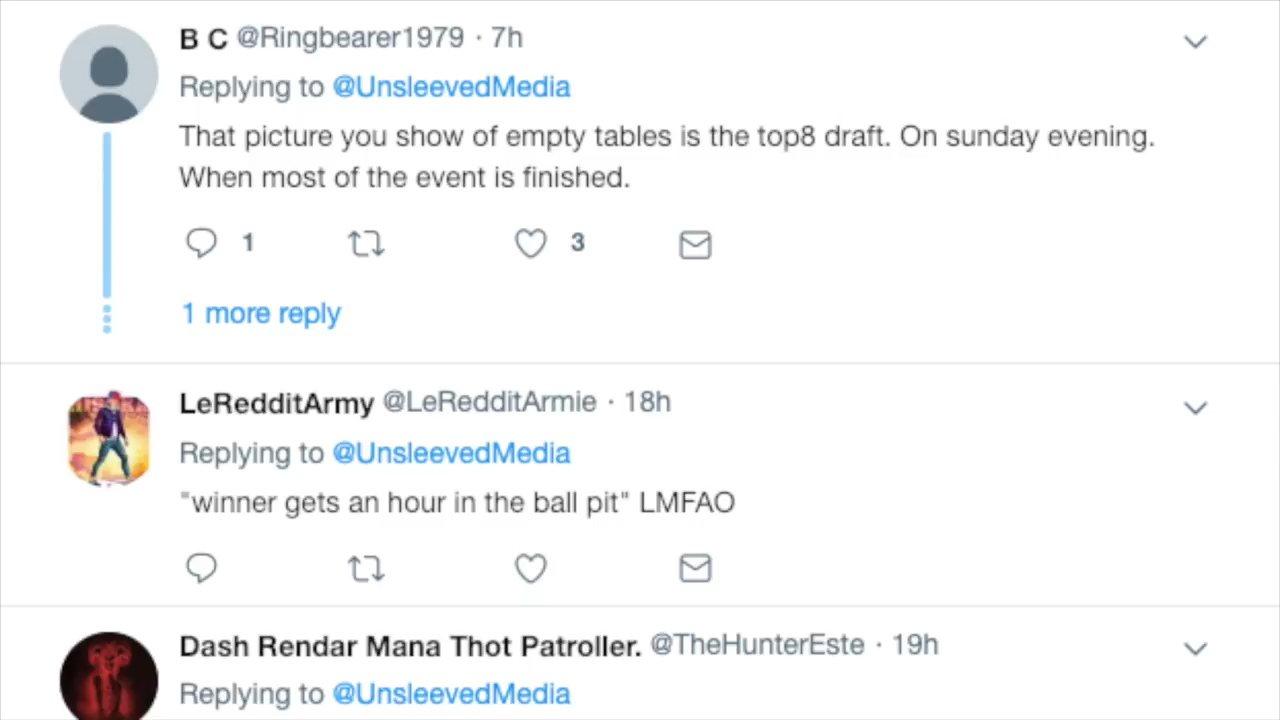 B C @Ringbearer1979 · 7h
Replying to @UnsleevedMedia
That picture you show of empty tables is the top8 draft. On sunday evening.
When most of the event is finished.
1 3
1 more reply
LeRedditArmy @LeRedditArmie · 18h
Replying to @UnsleevedMedia
"winner gets an hour in the ball pit" LMFAO
Dash Rendar Mana Thot Patroller. @TheHunterEste · 19h
Replying to @UnsleevedMedia